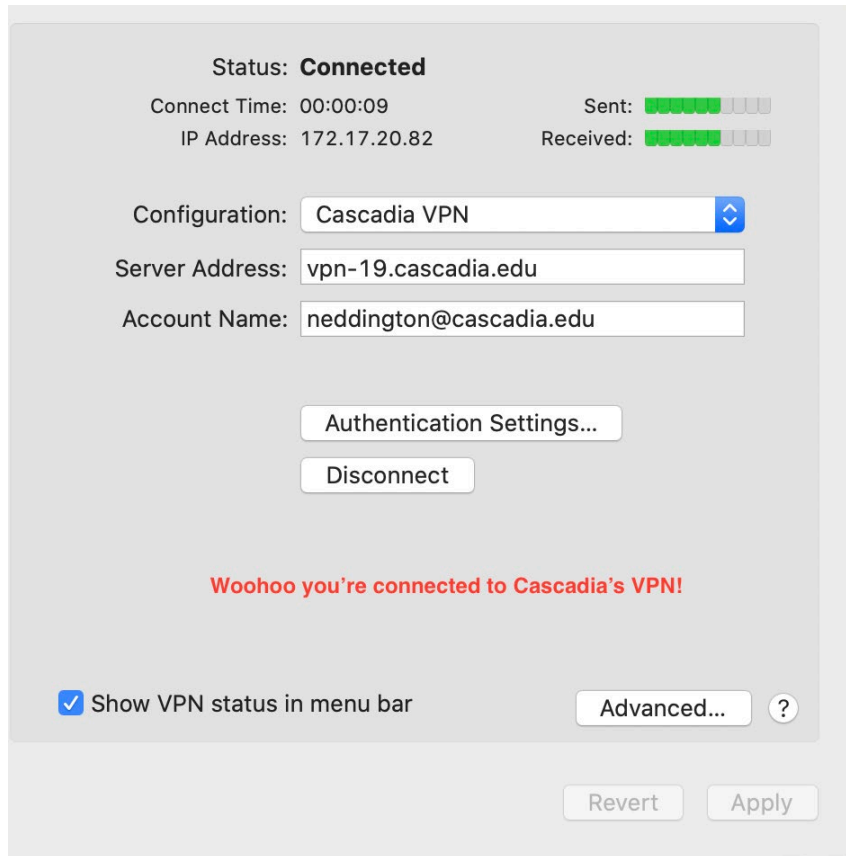 Status: Connected
Connect Time: 00:00:09 Sent:
IP Address: 172.17.20.82 Received:
Configuration: Cascadia VPN
Server Address: vpn-19.cascadia.edu
Account Name: neddington@cascadia.edu
Authentication Settings...
Disconnect
Woohoo you’re connected to Cascadia’s VPN!
Show VPN status in menu bar Advanced... ?
Revert Apply